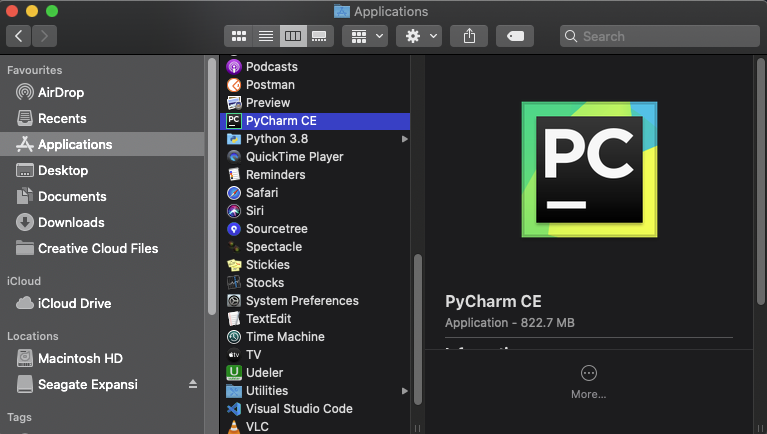 Applications
Search
Favourites
AirDrop
Recents
Applications
Desktop
Documents
Downloads
Creative Cloud Files
iCloud
iCloud Drive
Locations
Macintosh HD
Seagate Expansi
Tags
Podcasts
Postman
Preview
PyCharm CE
Python 3.8
QuickTime Player
Reminders
Safari
Siri
Sourcetree
Spectacle
Stickies
Stocks
System Preferences
TextEdit
Time Machine
TV
Udeler
Utilities
Visual Studio Code
VLC
PC
PyCharm CE
Application - 822.7 MB
More...